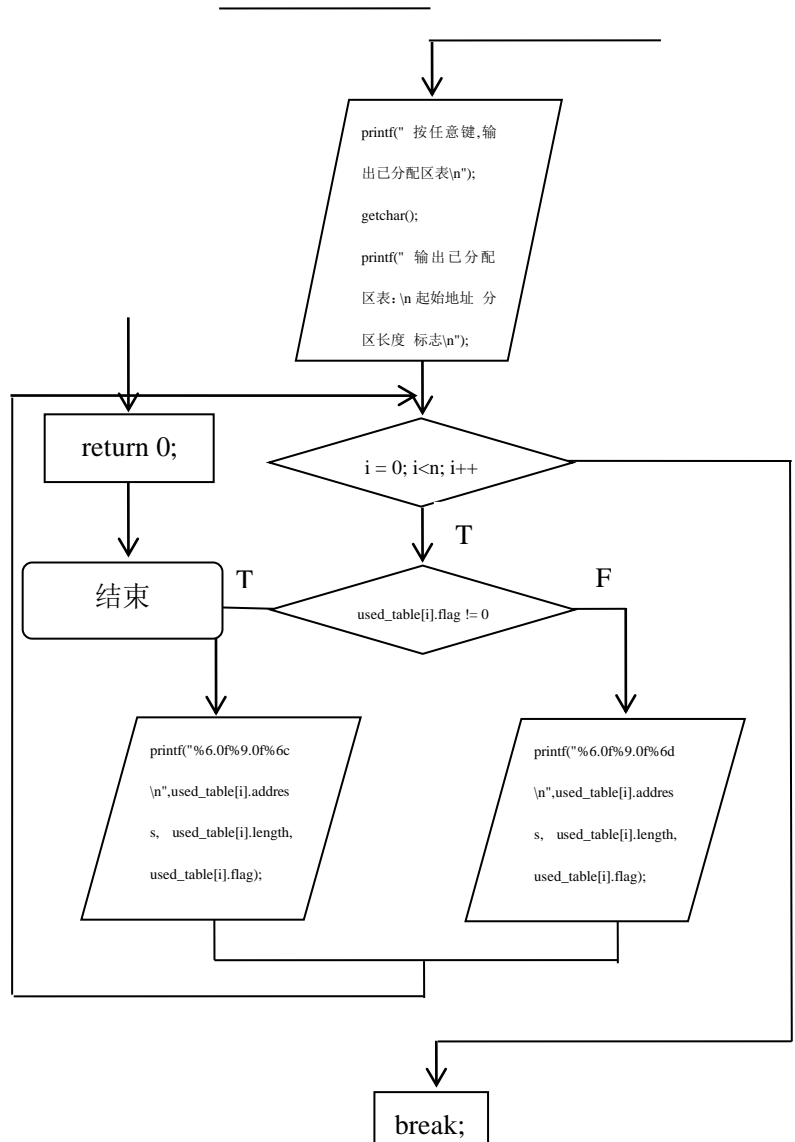 printf(" 按任意键,输
出已分配区表\n");
getchar();
printf(" 输出已分配
区表：\n 起始地址 分
区长度 标志\n");
return 0;
i = 0; i<n; i++
T
结束
T
F
used_table[i].flag != 0
printf("%6.0f%9.0f%6c
\n",used_table[i].addres
s, used_table[i].length,
used_table[i].flag);
printf("%6.0f%9.0f%6d
\n",used_table[i].addres
s, used_table[i].length,
used_table[i].flag);
break;